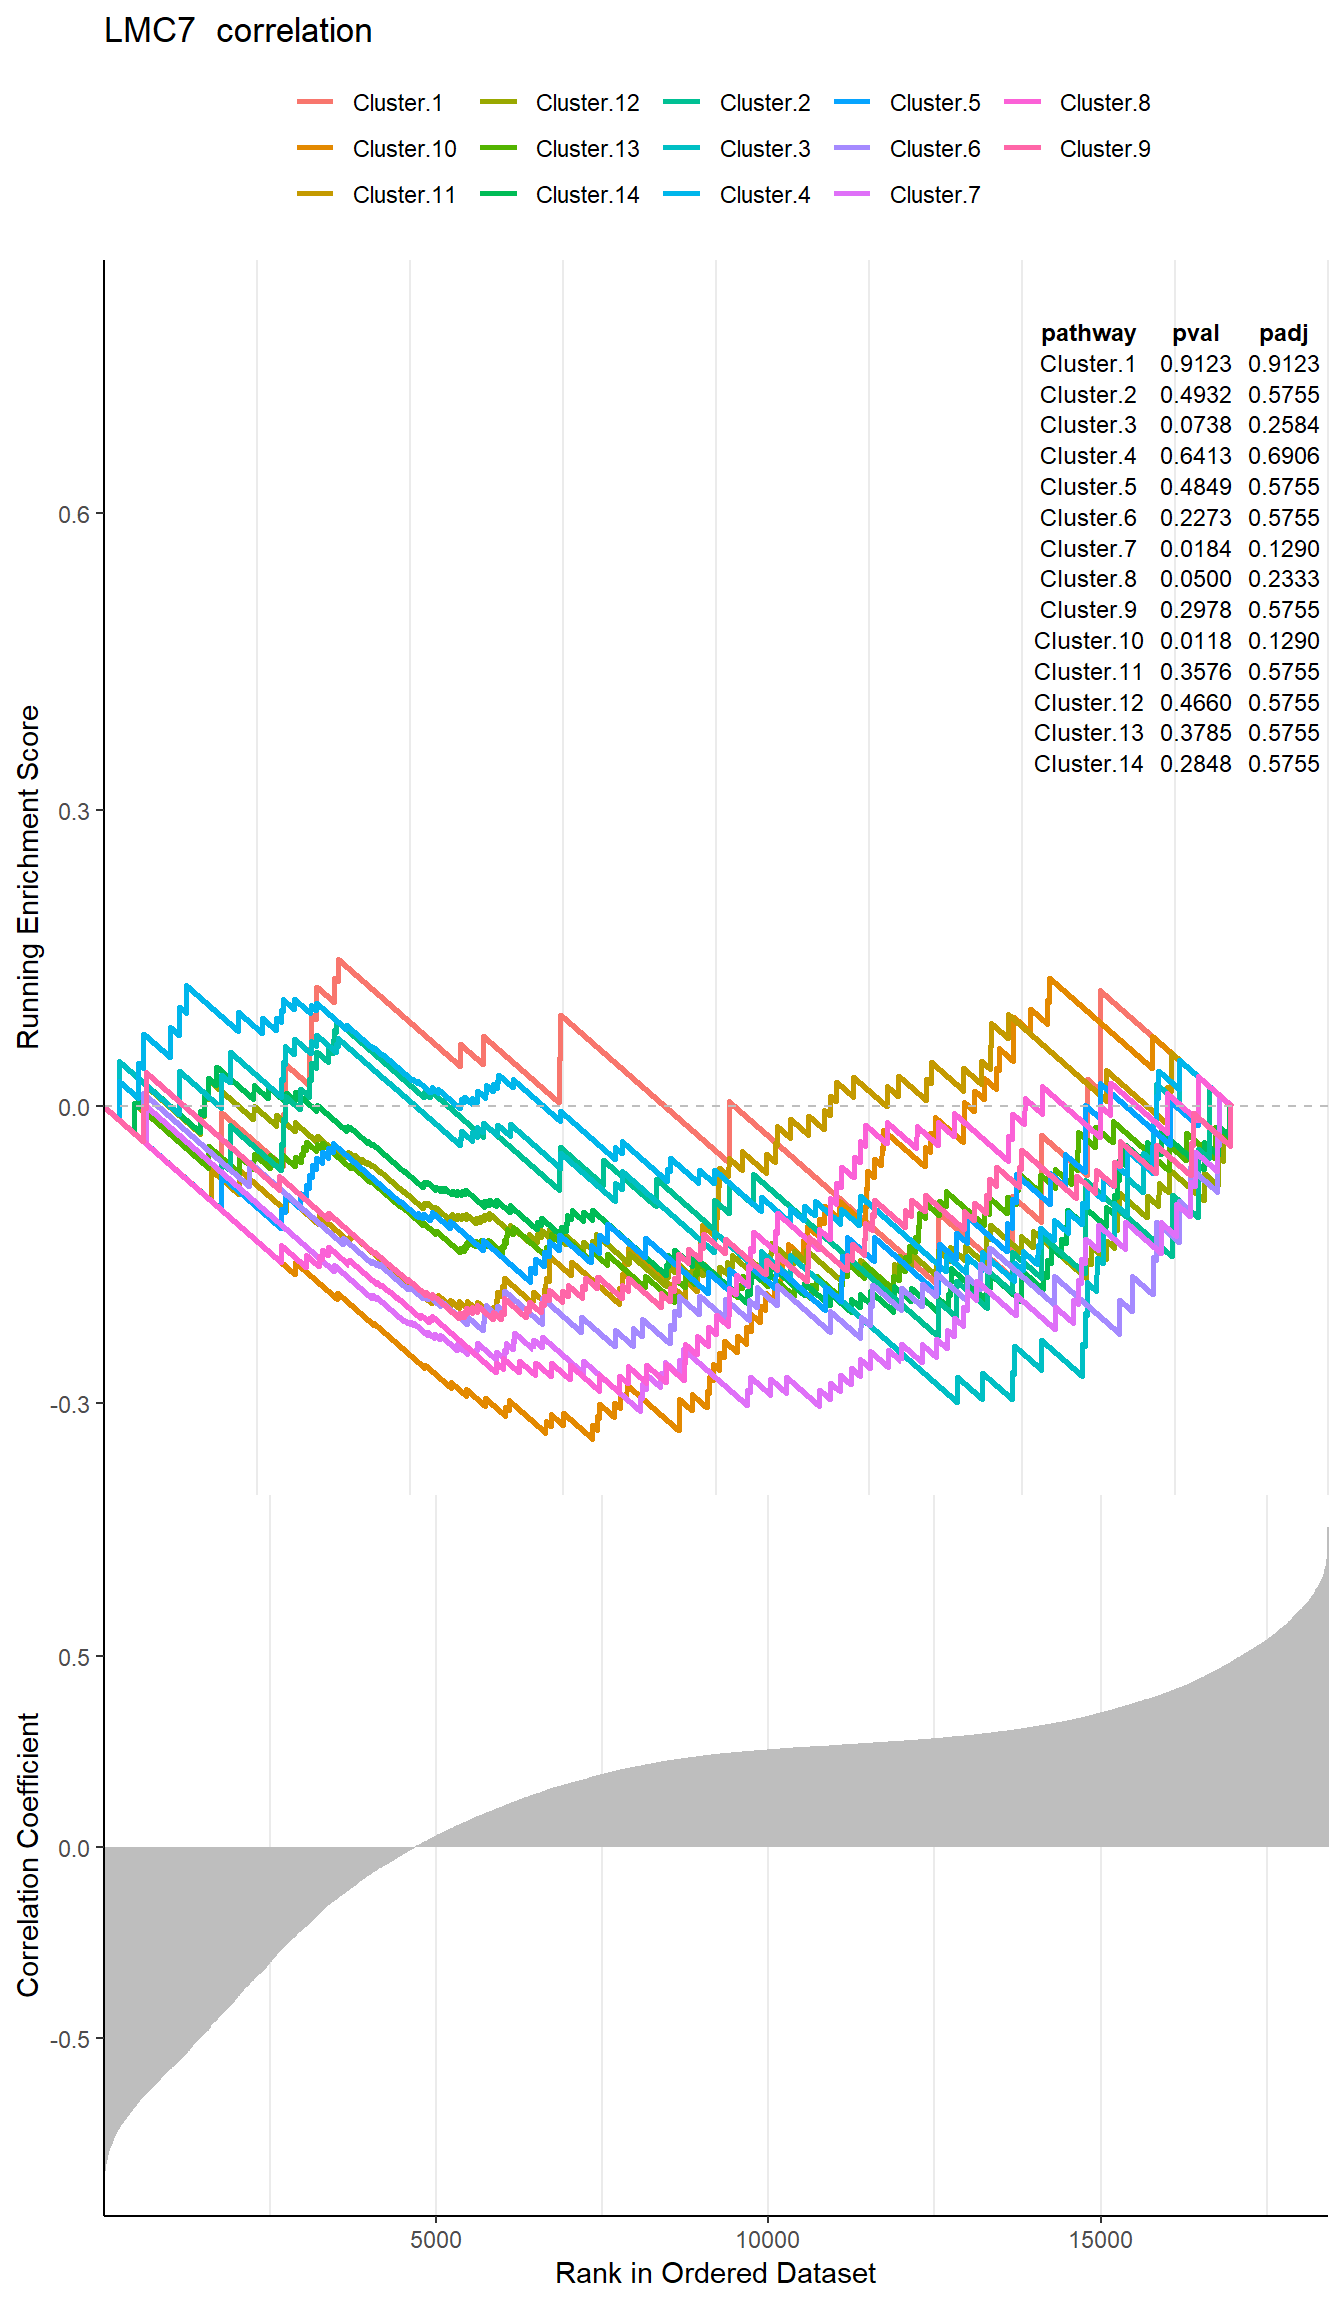 LMC7  correlation
Cluster.1 Cluster.12 Cluster.2 Cluster.5 Cluster.8
Cluster.10 Cluster.13 Cluster.3 Cluster.6 Cluster.9
Cluster.11 Cluster.14 Cluster.4 Cluster.7
pathway pval padj
Cluster.1 0.9123 0.9123
Cluster.2 0.4932 0.5755
Cluster.3 0.0738 0.2584
Cluster.4 0.6413 0.6906
Cluster.5 0.4849 0.5755
Cluster.6 0.2273 0.5755
Cluster.7 0.0184 0.1290
Cluster.8 0.0500 0.2333
Cluster.9 0.2978 0.5755
Cluster.10 0.0118 0.1290
Cluster.11 0.3576 0.5755
Cluster.12 0.4660 0.5755
Cluster.13 0.3785 0.5755
Cluster.14 0.2848 0.5755
Running Enrichment Score
0.6
0.3
0.0
-0.3
Correlation Coefficient
0.5
0.0
-0.5
5000 10000 15000
Rank in Ordered Dataset